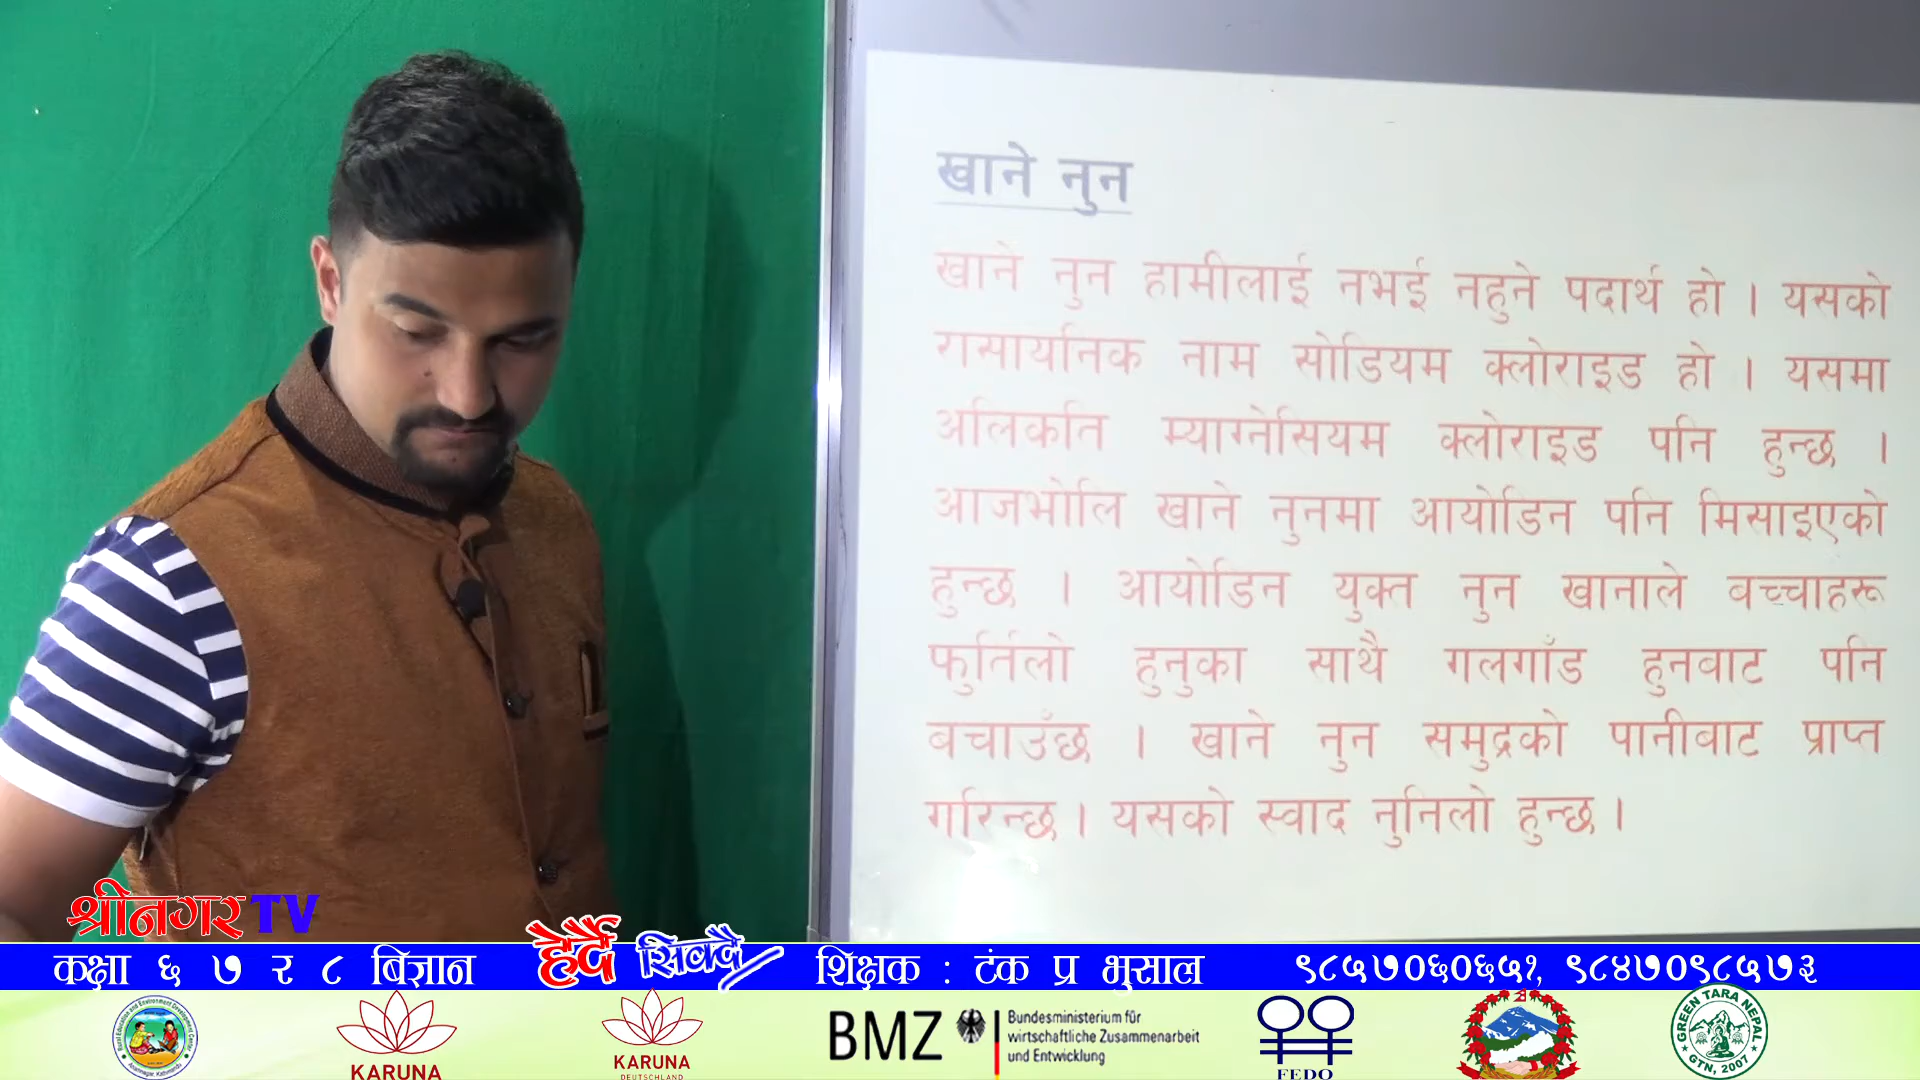 खाने नुन
खाने नुन हामीलाई नभई नहुने पदार्थ हो । यसको
रासायनिक नाम सोडियम क्लोराइड हो । यसमा
अलिकति म्याग्नेसियम क्लोराइड पनि हुन्छ ।
आजभोलि खाने नुनमा आयोडिन पनि मिसाइएको
हुन्छ । आयोडिन युक्त नुन खानाले बच्चाहरू
फुर्तिलो हुनुका साथै गलगाँड हुनबाट पनि
बचाउँछ । खाने नुन समुद्रको पानीबाट प्राप्त
गरिन्छ । यसको स्वाद नुनिलो हुन्छ ।
श्रीनगर TV
कक्षा ६ ७ र ८ बिज्ञान
हेर्दै सिक्दै
शिक्षक : टंक प्र भुसाल
९८५७०६०६५१, ९८४७०९८५७३
KARUNA
KARUNA
DEUTSCHLAND
BMZ
Bundesministerium für
wirtschaftliche Zusammenarbeit
und Entwicklung
FEDO
GREEN TARA NEPAL
GTN, 2007